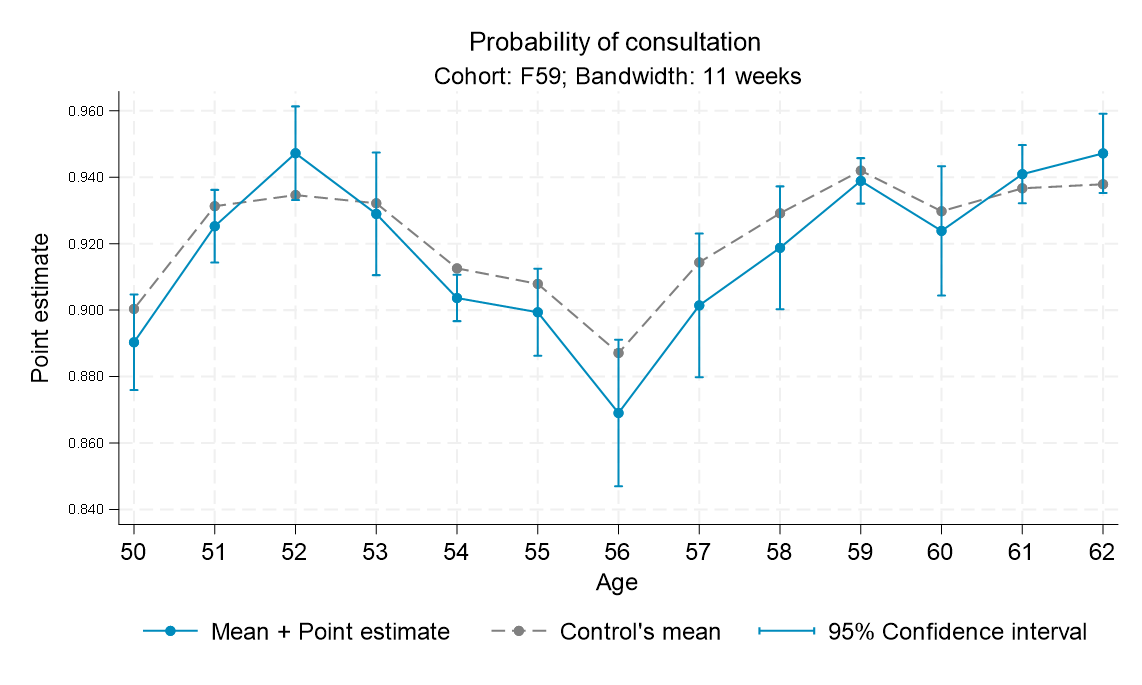 Probability of consultation
Cohort: F59; Bandwidth: 11 weeks
Point estimate
0.960
0.940
0.920
0.900
0.880
0.860
0.840
50 51 52 53 54 55 56 57 58 59 60 61 62
Age
Mean + Point estimate Control's mean 95% Confidence interval